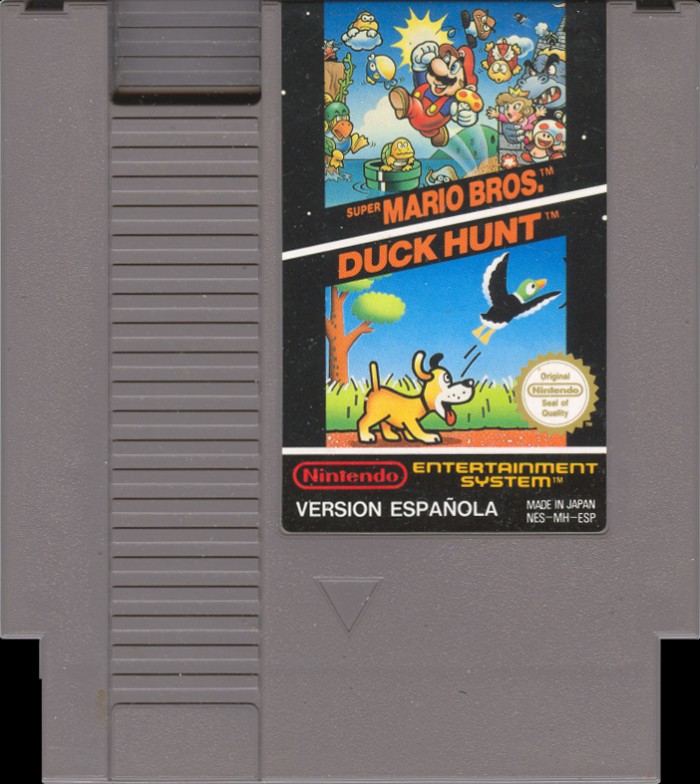 SUPER MARIO BROS.™
DUCK HUNT™
Original
Nintendo
Seal of
Quality
™
Nintendo ENTERTAINMENT
SYSTEM™
VERSION ESPAÑOLA
MADE IN JAPAN
NES-MH-ESP